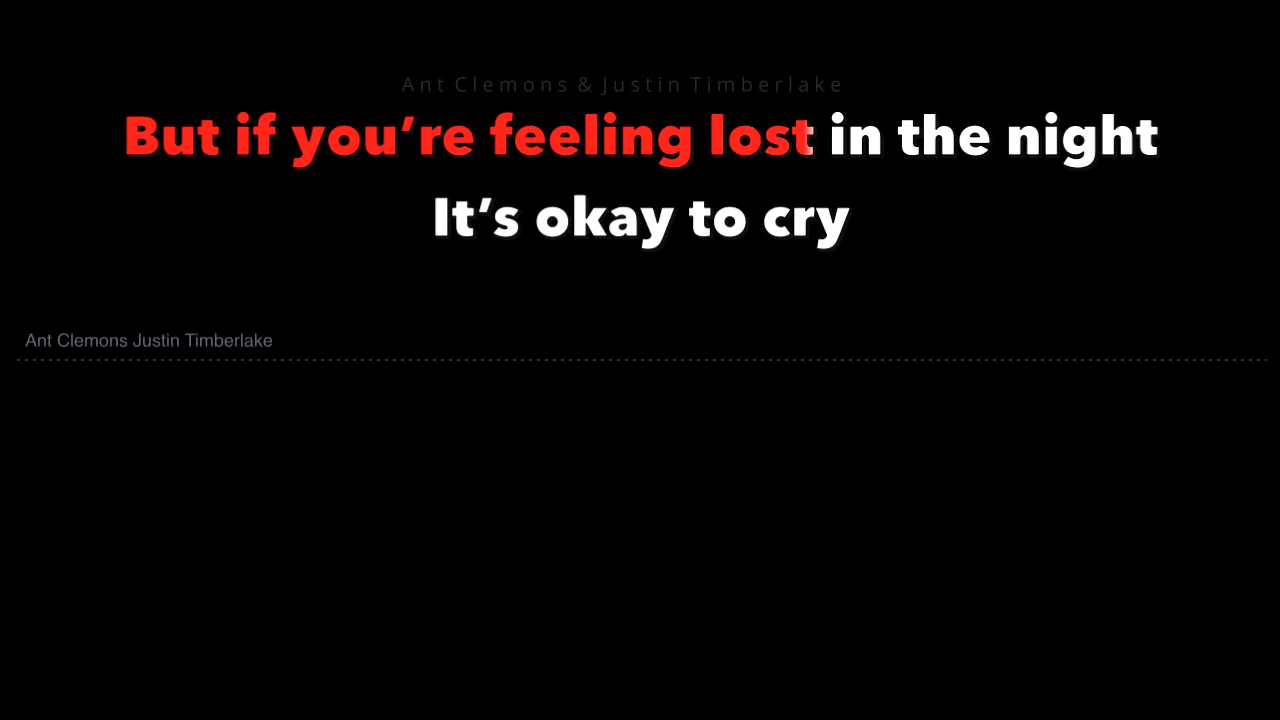 Ant Clemons & Justin Timberlake
But if you’re feeling lost in the night
It’s okay to cry
Ant Clemons Justin Timberlake